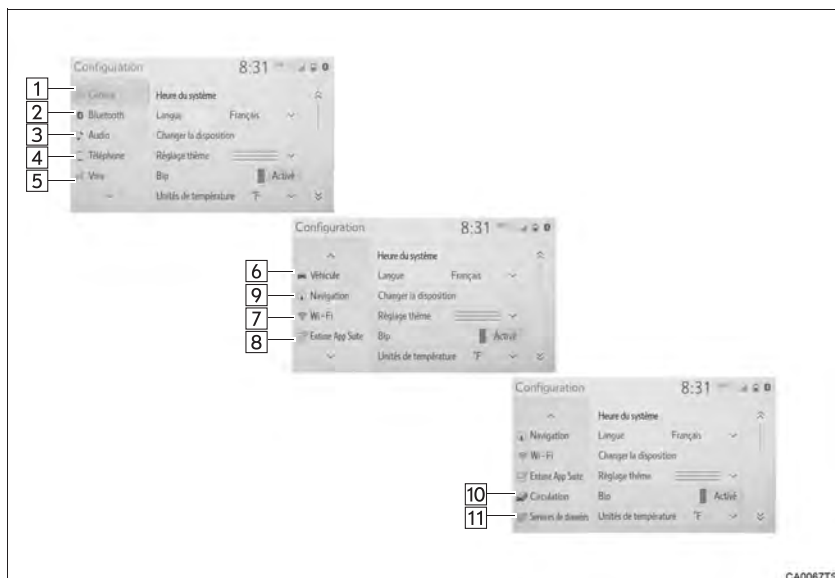 Configuration 8:31
1 Général Heure du système
2 Bluetooth Langue Français
3 Audio Changer la disposition
4 Téléphone Réglage thème
5 Voix Bip Activé
Unités de température °F
Configuration 8:31
Heure du système
6 Véhicule Langue Français
9 Navigation Changer la disposition
7 Wi-Fi Réglage thème
8 Entune App Suite Bip Activé
Unités de température °F
Configuration 8:31
Heure du système
Navigation Langue Français
Wi-Fi Changer la disposition
Entune App Suite Réglage thème
10 Circulation Bip Activé
11 Services de données Unités de température °F
CA0067TS